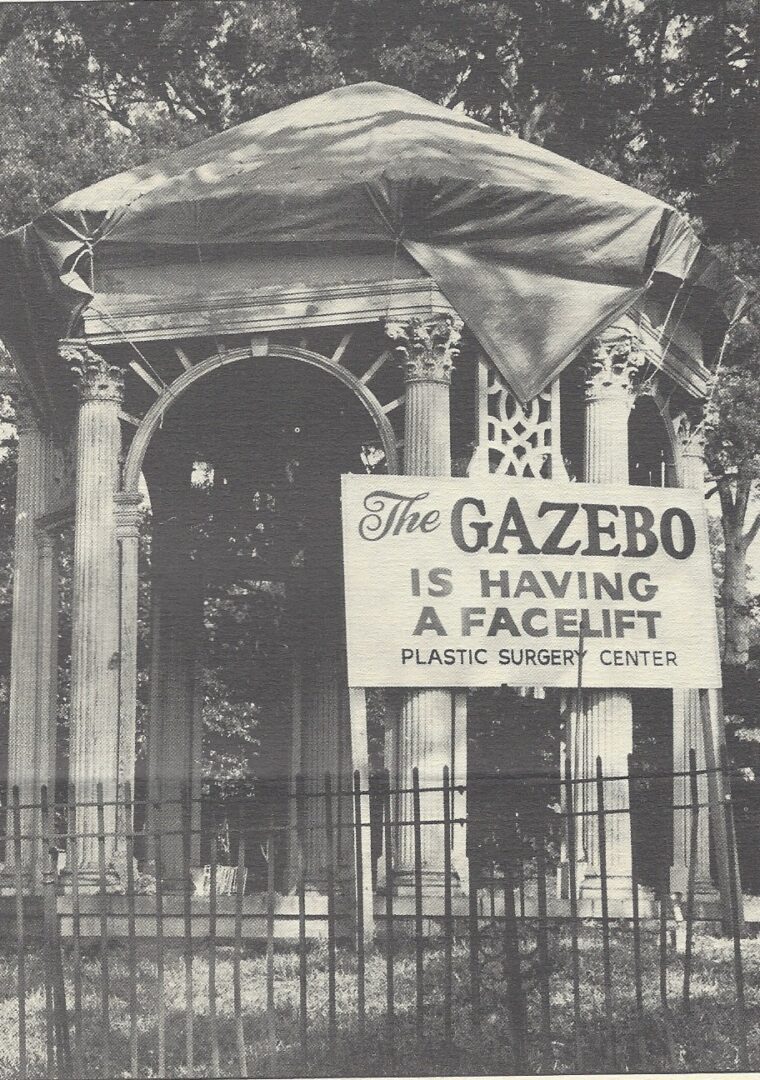 The GAZEBO
IS HAVING
A FACELIFT
PLASTIC SURGERY CENTER